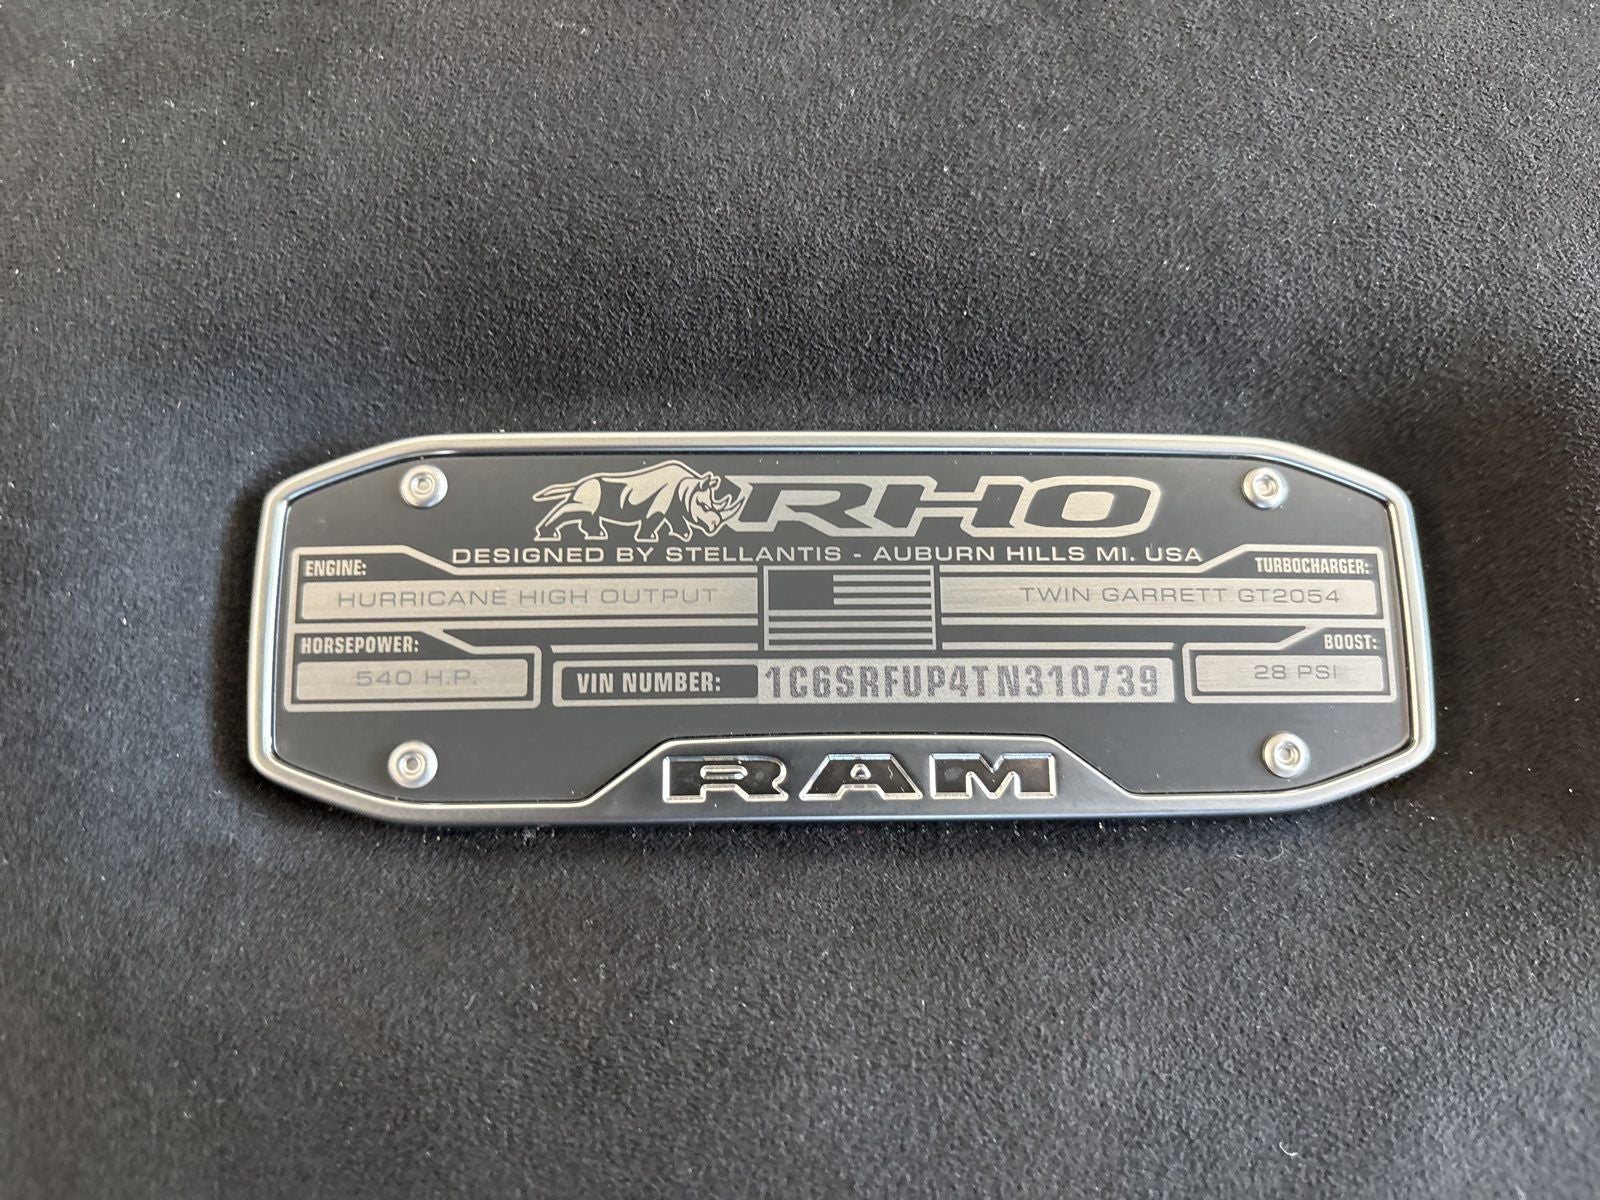 RHO
DESIGNED BY STELLANTIS - AUBURN HILLS MI. USA
ENGINE:
HURRICANE HIGH OUTPUT
TURBOCHARGER:
TWIN GARRETT GT2054
HORSEPOWER:
540 H.P.
VIN NUMBER: 1C6SRFUP4TN310739
BOOST:
28 PSI
RAM